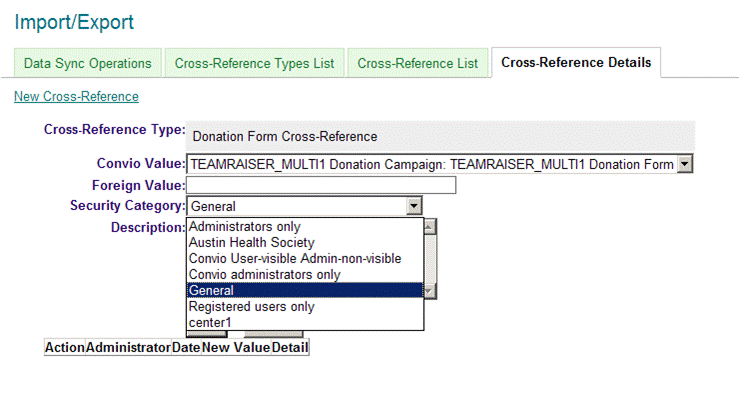 Import/Export
Data Sync Operations Cross-Reference Types List Cross-Reference List Cross-Reference Details
New Cross-Reference
Cross-Reference Type: Donation Form Cross-Reference
Convio Value: TEAMRAISER_MULTI1 Donation Campaign: TEAMRAISER_MULTI1 Donation Form
Foreign Value:
Security Category: General
Description:
Administrators only
Austin Health Society
Convio User-visible Admin-non-visible
Convio administrators only
General
Registered users only
center1
Action Administrator Date New Value Detail